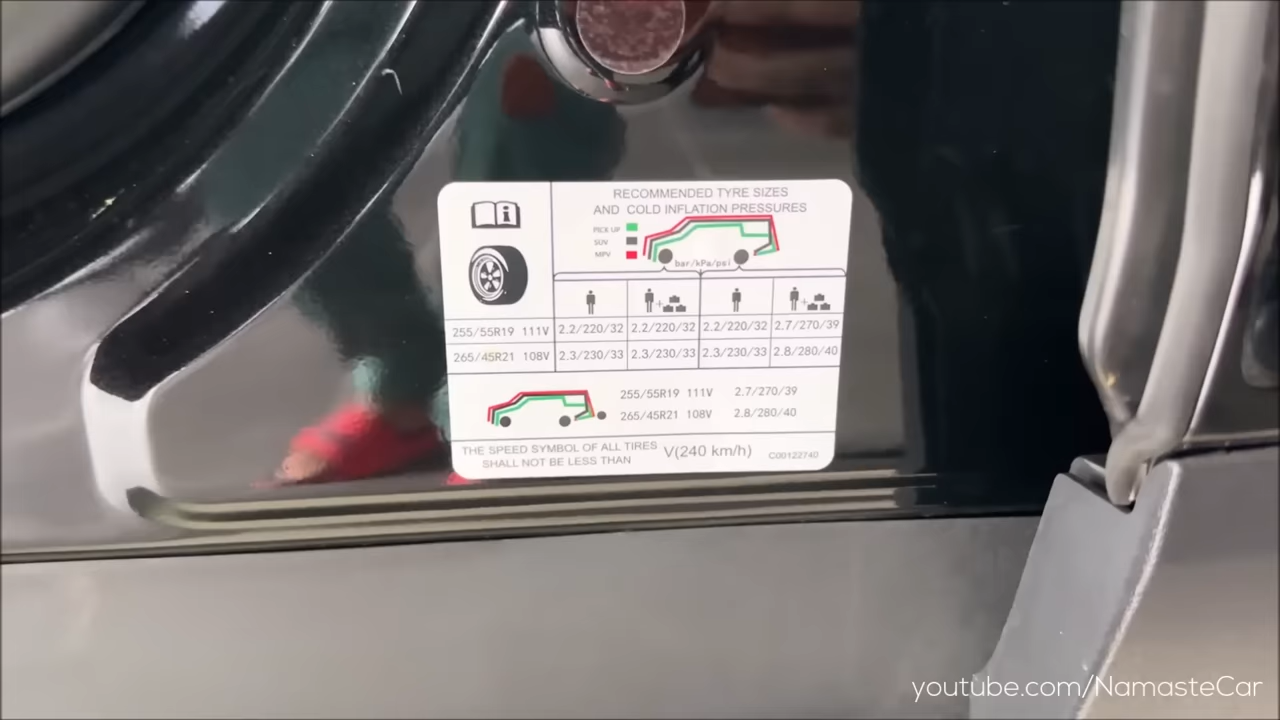 RECOMMENDED TYRE SIZES
AND COLD INFLATION PRESSURES
PICK UP
SUV
MPV
bar/kPa/psi
255/55R19 111V 2.2/220/32 2.2/220/32 2.2/220/32 2.7/270/39
265/45R21 108V 2.3/230/33 2.3/230/33 2.3/230/33 2.8/280/40
255/55R19 111V 2.7/270/39
265/45R21 108V 2.8/280/40
THE SPEED SYMBOL OF ALL TIRES
SHALL NOT BE LESS THAN
V(240 km/h)
C00122740
youtube.com/NamasteCar